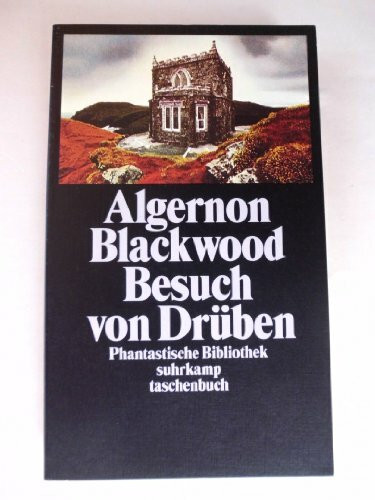 Algernon
Blackwood
Besuch
von Drüben
Phantastische Bibliothek
suhrkamp
taschenbuch